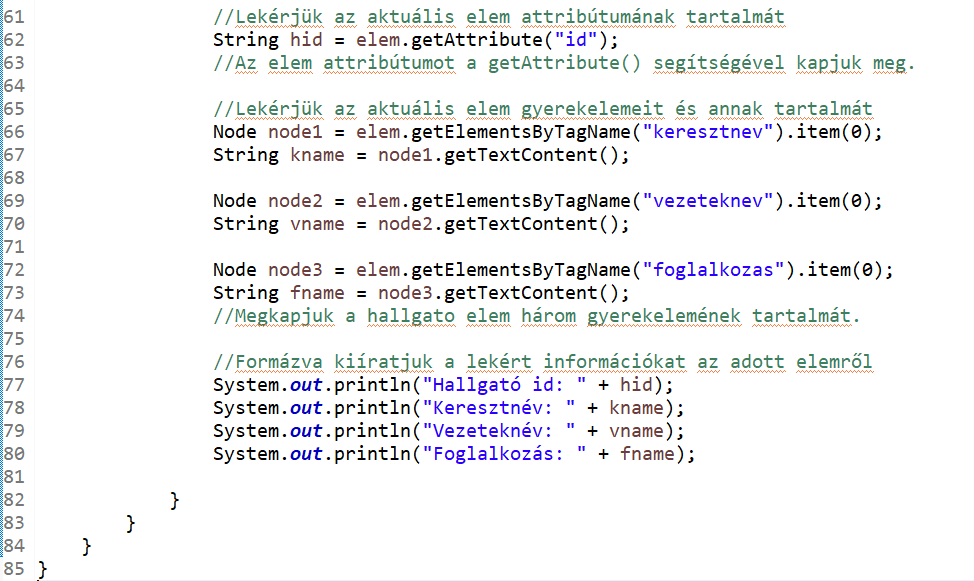 61 //Lekérjük az aktuális elem attribútumának tartalmát
62 String hid = elem.getAttribute("id");
63 //Az elem attribútumot a getAttribute() segítségével kapjuk meg.
64
65 //Lekérjük az aktuális elem gyerekelemeit és annak tartalmát
66 Node node1 = elem.getElementsByTagName("keresztnev").item(0);
67 String kname = node1.getTextContent();
68
69 Node node2 = elem.getElementsByTagName("vezeteknev").item(0);
70 String vname = node2.getTextContent();
71
72 Node node3 = elem.getElementsByTagName("foglalkozas").item(0);
73 String fname = node3.getTextContent();
74 //Megkapjuk a hallgato elem három gyerekelemének tartalmát.
75
76 //Formázva kiíratjuk a lekért információkat az adott elemről
77 System.out.println("Hallgató id: " + hid);
78 System.out.println("Keresztnév: " + kname);
79 System.out.println("Vezeteknév: " + vname);
80 System.out.println("Foglalkozás: " + fname);
81
82 }
83 }
84 }
85 }